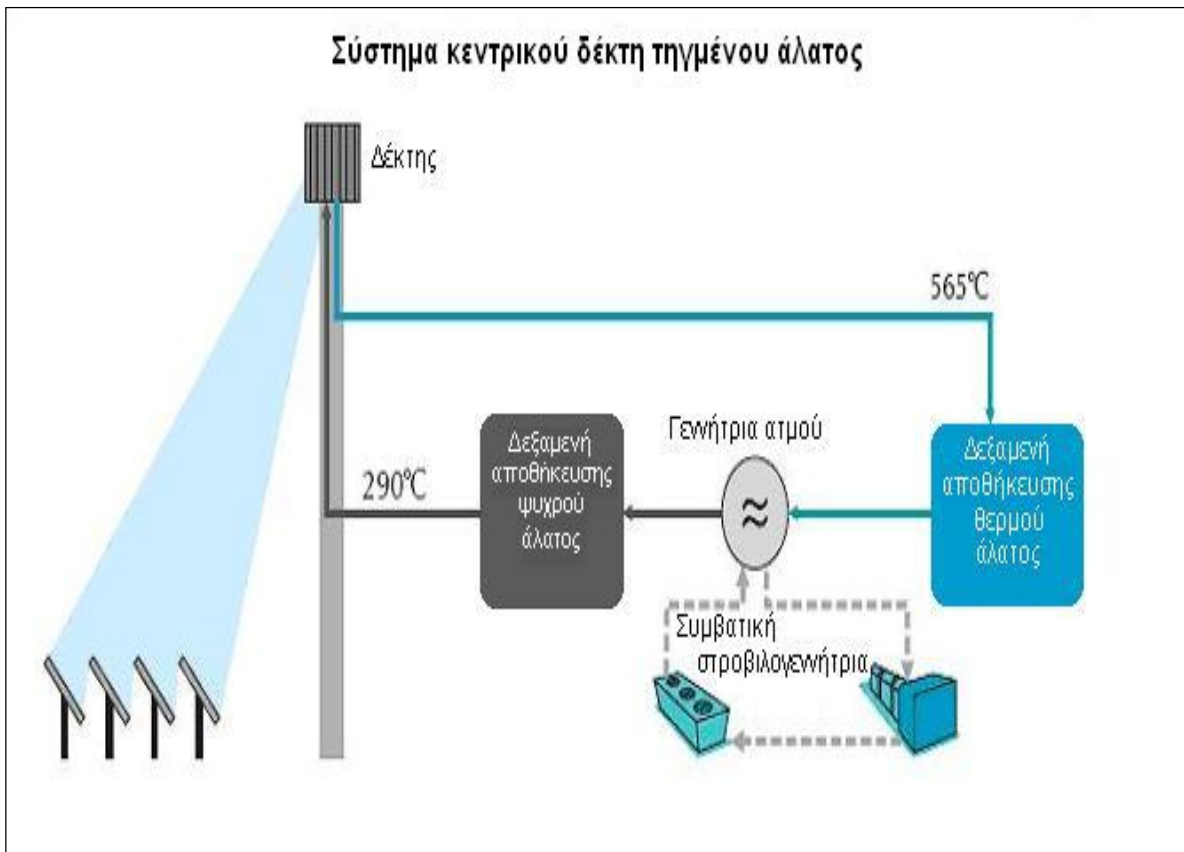 Σύστημα κεντρικού δέκτη τηγμένου άλατος
Δέκτης
565°C
Γεννήτρια ατμού
Δεξαμενή
αποθήκευσης
ψυχρού
άλατος
Δεξαμενή
αποθήκευσης
θερμού
άλατος
290°C
≈
Συμβατική
στροβιλογεννήτρια